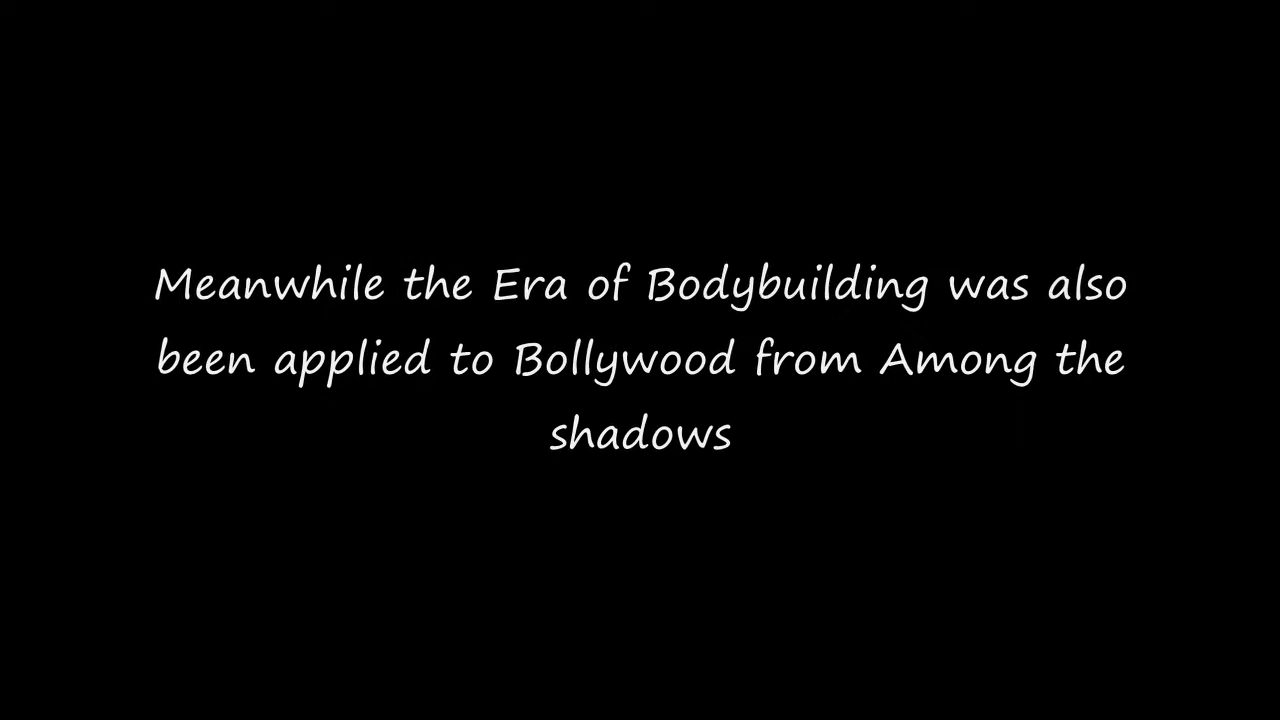 Meanwhile the Era of Bodybuilding was also
been applied to Bollywood from Among the
shadows